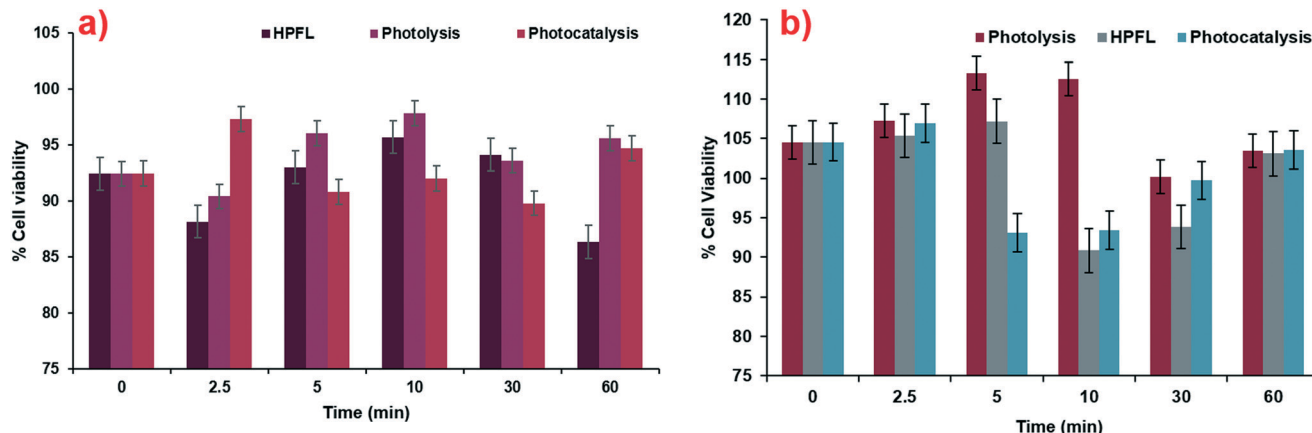 a)
HPFL Photolysis Photocatalysis
% Cell viability
105
100
95
90
85
80
75
0 2.5 5 10 30 60
Time (min)
b)
Photolysis HPFL Photocatalysis
% Cell Viability
120
115
110
105
100
95
90
85
80
75
0 2.5 5 10 30 60
Time (min)